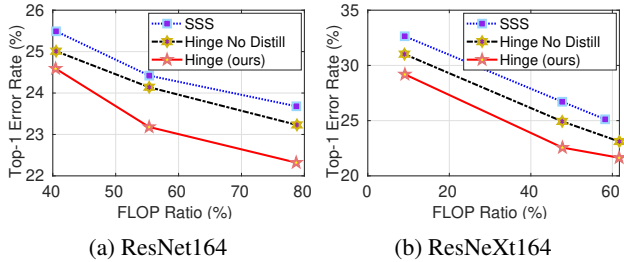 26
25
24
23
22
40
50
60
70
80
Top-1 Error Rate (%)
FLOP Ratio (%)
SSS
Hinge No Distill
Hinge (ours)
(a) ResNet164
35
30
25
20
0
20
40
60
Top-1 Error Rate (%)
FLOP Ratio (%)
SSS
Hinge No Distill
Hinge (ours)
(b) ResNeXt164